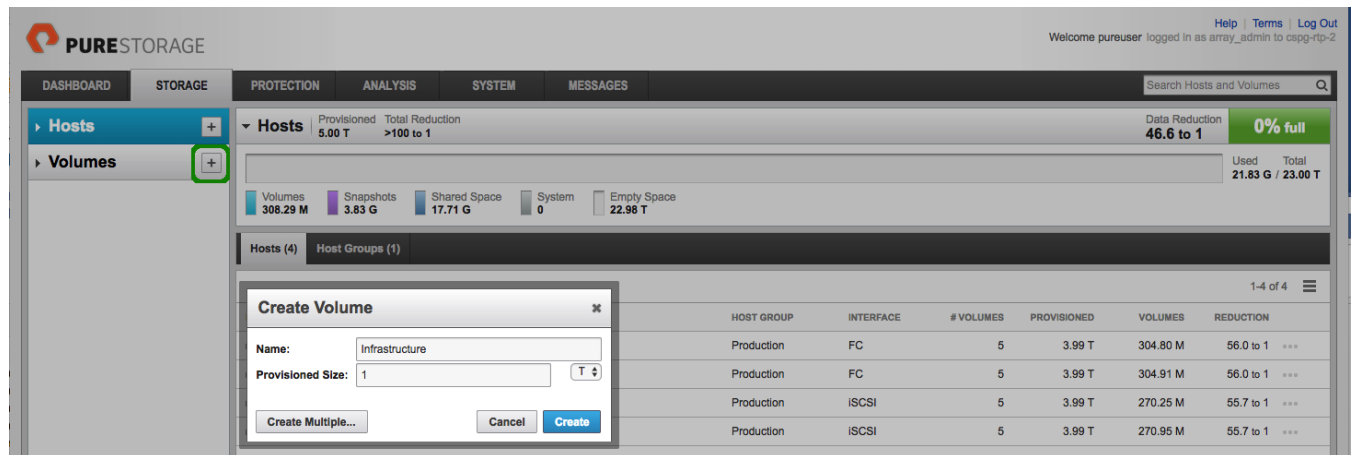 Help | Terms | Log Out
PURESTORAGE
Welcome pureuser logged in as array_admin to cspg-rtp-2
DASHBOARD STORAGE PROTECTION ANALYSIS SYSTEM MESSAGES Search Hosts and Volumes
Hosts + Hosts Provisioned 5.00 T Total Reduction >100 to 1 Data Reduction 46.6 to 1 0% full
Volumes + Used Total
21.83 G / 23.00 T
Volumes Snapshots Shared Space System Empty Space
308.29 M 3.83 G 17.71 G 0 22.98 T
Hosts (4) Host Groups (1)
1-4 of 4
Create Volume
HOST GROUP INTERFACE # VOLUMES PROVISIONED VOLUMES REDUCTION
Name: Infrastructure
Production FC 5 3.99 T 304.80 M 56.0 to 1
Provisioned Size: 1 T
Production FC 5 3.99 T 304.91 M 56.0 to 1
Production iSCSI 5 3.99 T 270.25 M 55.7 to 1
Create Multiple... Cancel Create
Production iSCSI 5 3.99 T 270.95 M 55.7 to 1